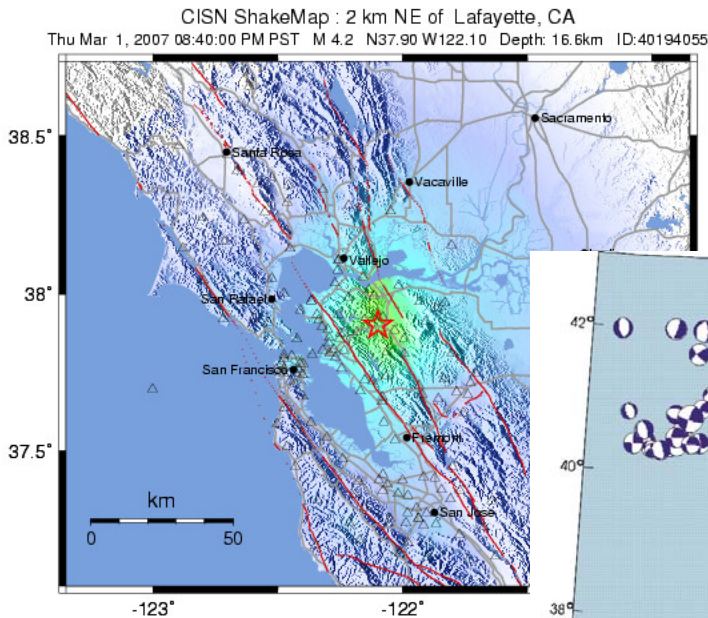 CISN ShakeMap : 2 km NE of Lafayette, CA
Thu Mar 1, 2007 08:40:00 PM PST M 4.2 N37.90 W122.10 Depth: 16.6km ID:40194055
38.5°
Sacramento
Santa Rosa
Vacaville
Vallejo
38°
San Rafael
42°
San Francisco
37.5°
Fremont
40°
km
San Jose
0 50
38°
-123° -122°